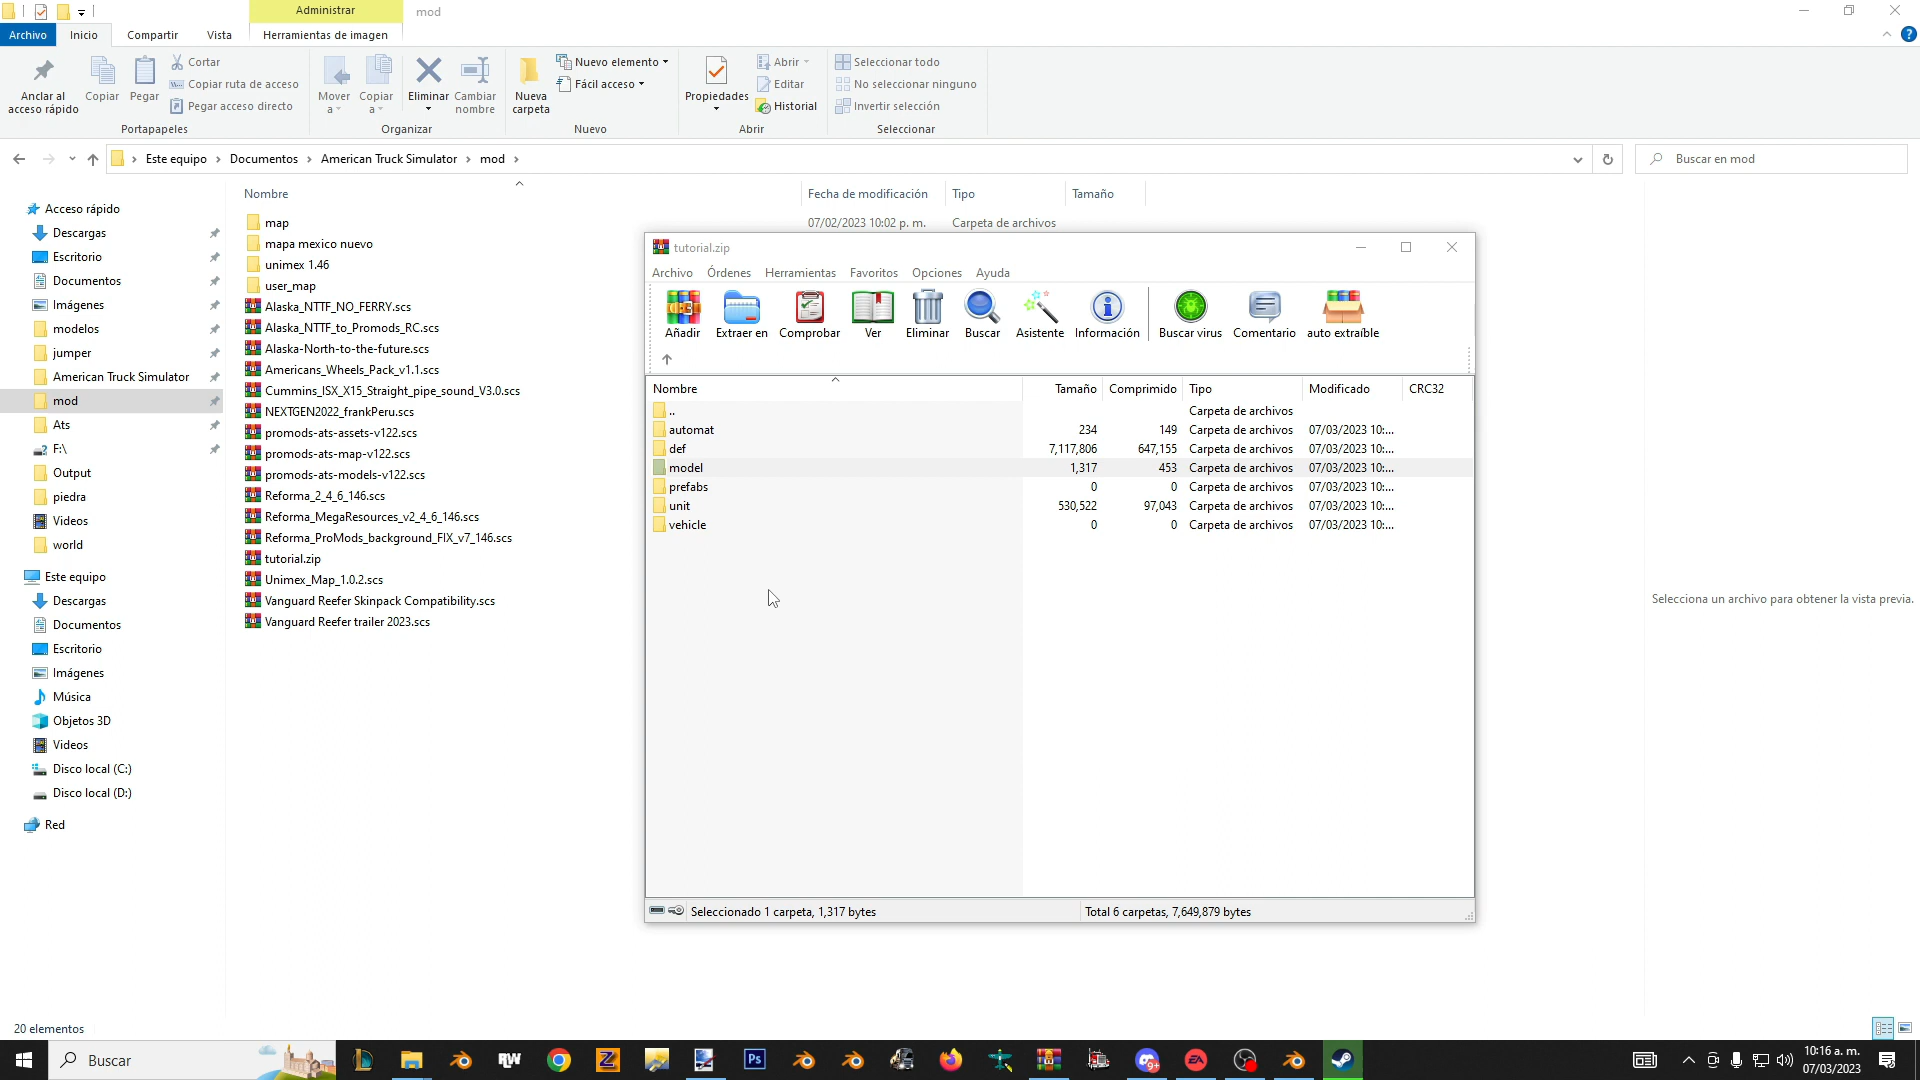 Administrar
mod
Archivo
Inicio
Compartir
Vista
Herramientas de imagen
Anclar al
acceso rápido
Copiar
Pegar
Cortar
Copiar ruta de acceso
Pegar acceso directo
Portapapeles
Mover
a
Copiar
a
Eliminar
Cambiar
nombre
Organizar
Nueva
carpeta
Nuevo elemento
Fácil acceso
Nuevo
Propiedades
Abrir
Editar
Historial
Abrir
Seleccionar todo
No seleccionar ninguno
Invertir selección
Seleccionar
Este equipo
Documentos
American Truck Simulator
mod
Buscar en mod
Nombre
Fecha de modificación
Tipo
Tamaño
Acceso rápido
Descargas
Escritorio
Documentos
Imágenes
modelos
jumper
American Truck Simulator
mod
Ats
F:\
Output
piedra
Videos
world
Este equipo
Descargas
Documentos
Escritorio
Imágenes
Música
Objetos 3D
Videos
Disco local (C:)
Disco local (D:)
Red
map
07/02/2023 10:02 p. m.
Carpeta de archivos
mapa mexico nuevo
unimex 1.46
user_map
Alaska_NTTF_NO_FERRY.scs
Alaska_NTTF_to_Promods_RC.scs
Alaska-North-to-the-future.scs
Americans_Wheels_Pack_v1.1.scs
Cummins_ISX_X15_Straight_pipe_sound_V3.0.scs
NEXTGEN2022_frankPeru.scs
promods-ats-assets-v122.scs
promods-ats-map-v122.scs
promods-ats-models-v122.scs
Reforma_2_4_6_146.scs
Reforma_MegaResources_v2_4_6_146.scs
Reforma_ProMods_background_FIX_v7_146.scs
tutorial.zip
Unimex_Map_1.0.2.scs
Vanguard Reefer Skinpack Compatibility.scs
Vanguard Reefer trailer 2023.scs
tutorial.zip
Archivo
Órdenes
Herramientas
Favoritos
Opciones
Ayuda
Añadir
Extraer en
Comprobar
Ver
Eliminar
Buscar
Asistente
Información
Buscar virus
Comentario
auto extraíble
Nombre
Tamaño
Comprimido
Tipo
Modificado
CRC32
..
Carpeta de archivos
automat 234 149 Carpeta de archivos 07/03/2023 10:...
def 7,117,806 647,155 Carpeta de archivos 07/03/2023 10:...
model 1,317 453 Carpeta de archivos 07/03/2023 10:...
prefabs 0 0 Carpeta de archivos 07/03/2023 10:...
unit 530,522 97,043 Carpeta de archivos 07/03/2023 10:...
vehicle 0 0 Carpeta de archivos 07/03/2023 10:...
Seleccionado 1 carpeta, 1,317 bytes
Total 6 carpetas, 7,649,879 bytes
Selecciona un archivo para obtener la vista previa.
20 elementos
Buscar
RW
Z
Ps
9+
EA
10:16 a. m.
07/03/2023